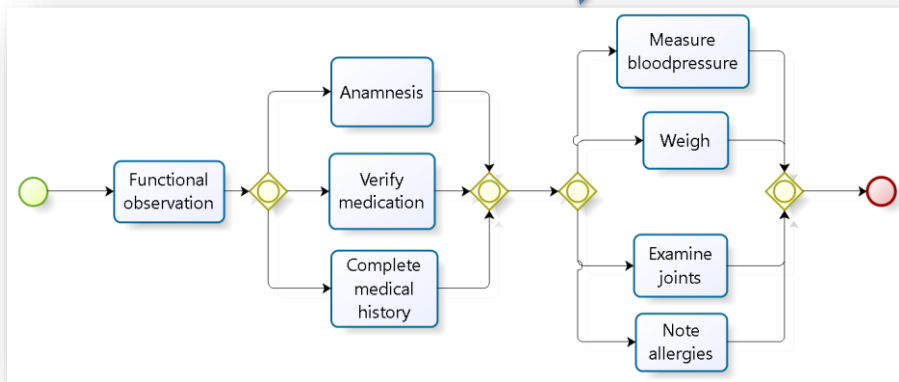 Functional
observation
Anamnesis
Verify
medication
Complete
medical
history
Measure
bloodpressure
Weigh
Examine
joints
Note
allergies